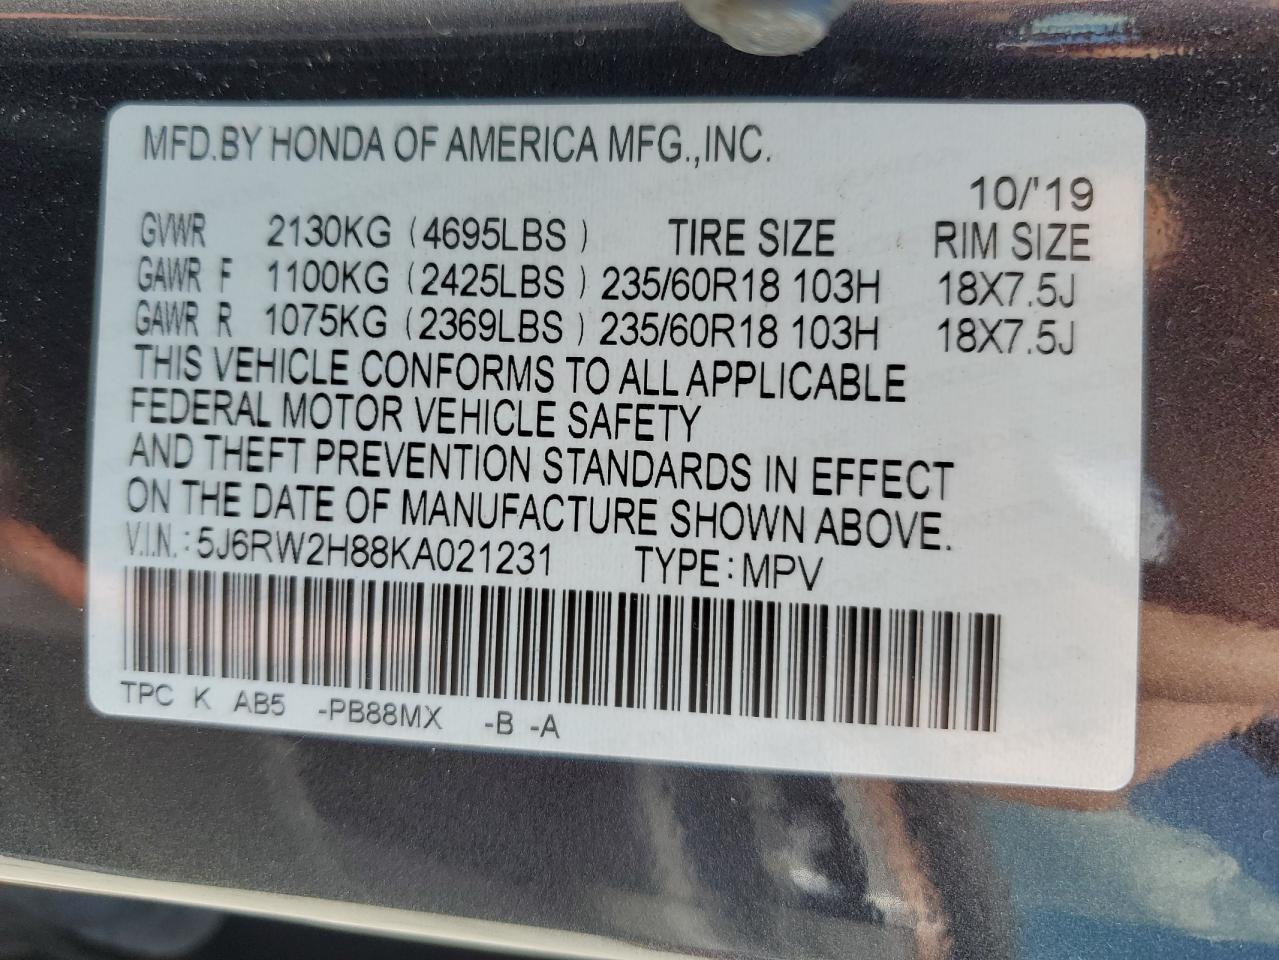 MFD.BY HONDA OF AMERICA MFG.,INC.
10/'19
GVWR 2130KG (4695LBS ) TIRE SIZE RIM SIZE
GAWR F 1100KG (2425LBS ) 235/60R18 103H 18X7.5J
GAWR R 1075KG (2369LBS ) 235/60R18 103H 18X7.5J
THIS VEHICLE CONFORMS TO ALL APPLICABLE
FEDERAL MOTOR VEHICLE SAFETY
AND THEFT PREVENTION STANDARDS IN EFFECT
ON THE DATE OF MANUFACTURE SHOWN ABOVE.
V.I.N.: 5J6RW2H88KA021231 TYPE: MPV
TPC K AB5 -PB88MX -B -A